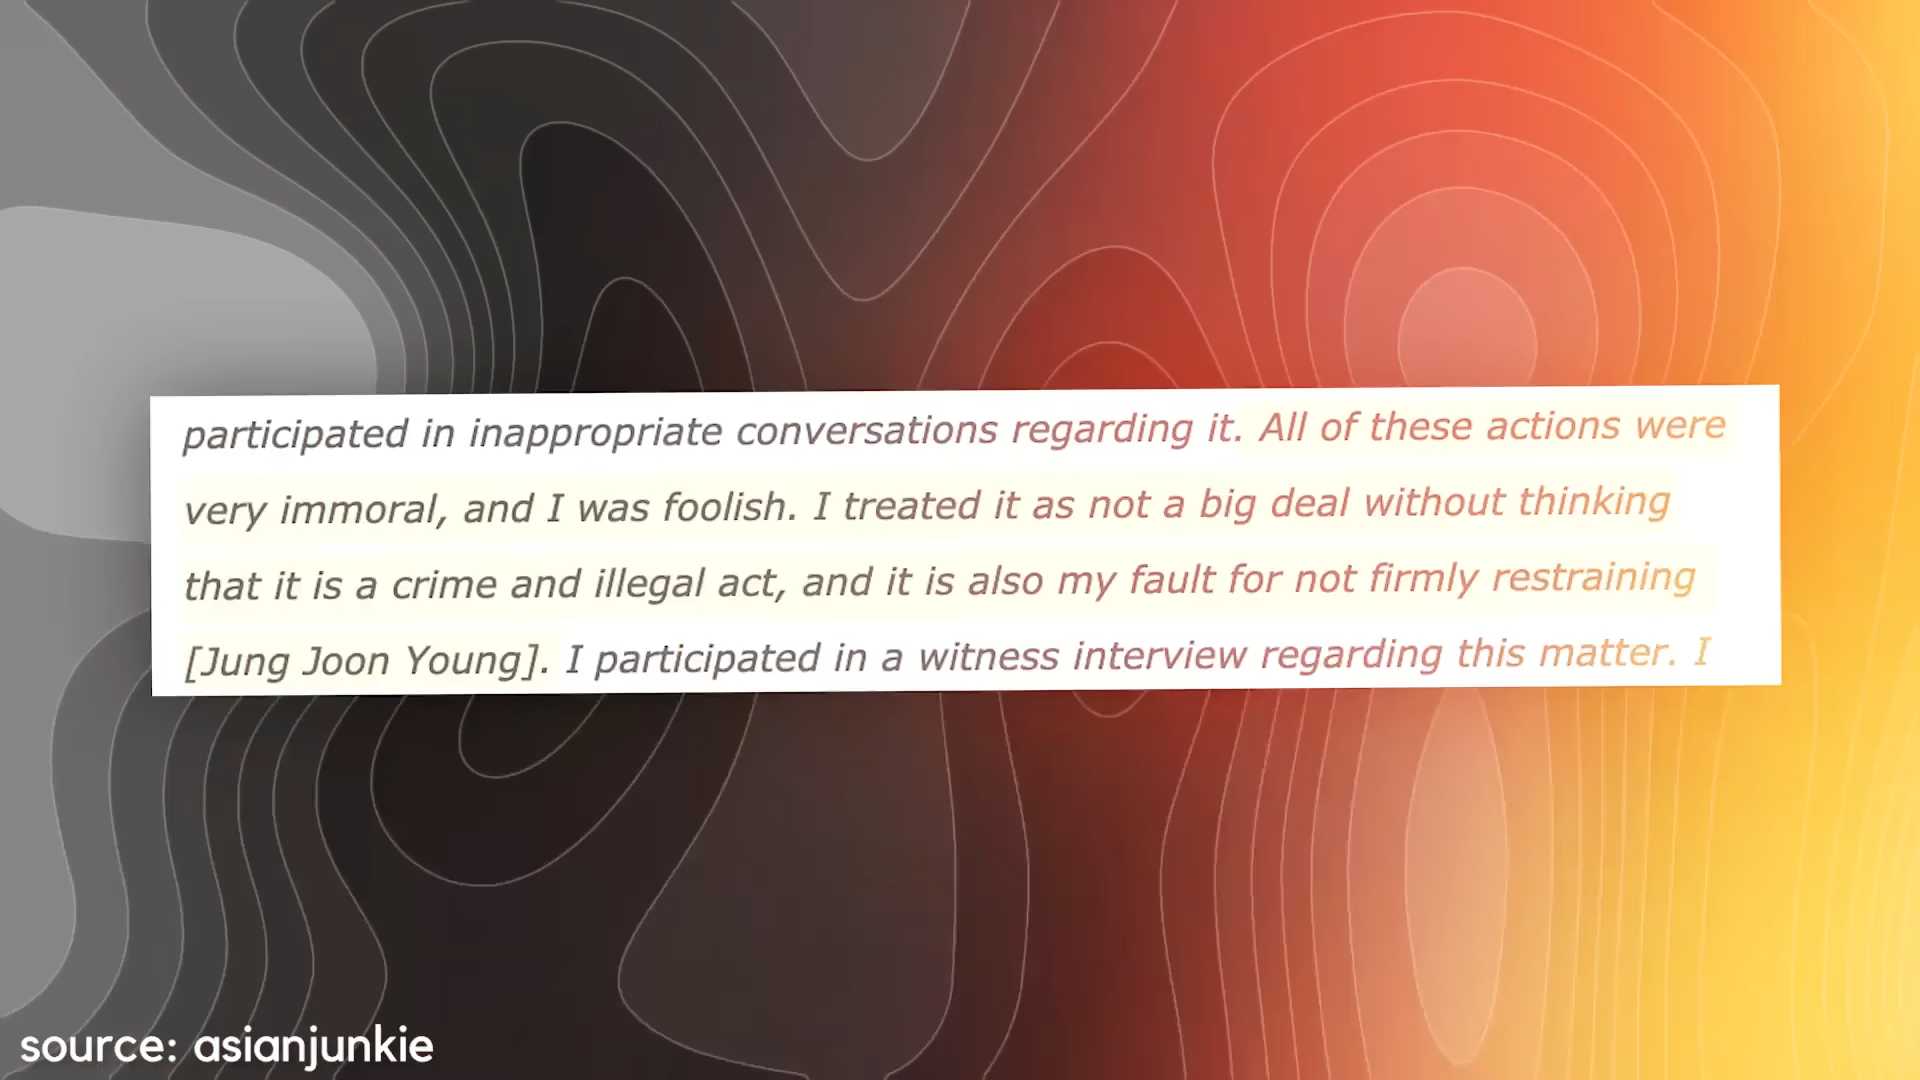 participated in inappropriate conversations regarding it. All of these actions were
very immoral, and I was foolish. I treated it as not a big deal without thinking
that it is a crime and illegal act, and it is also my fault for not firmly restraining
[Jung Joon Young]. I participated in a witness interview regarding this matter. I
source: asianjunkie